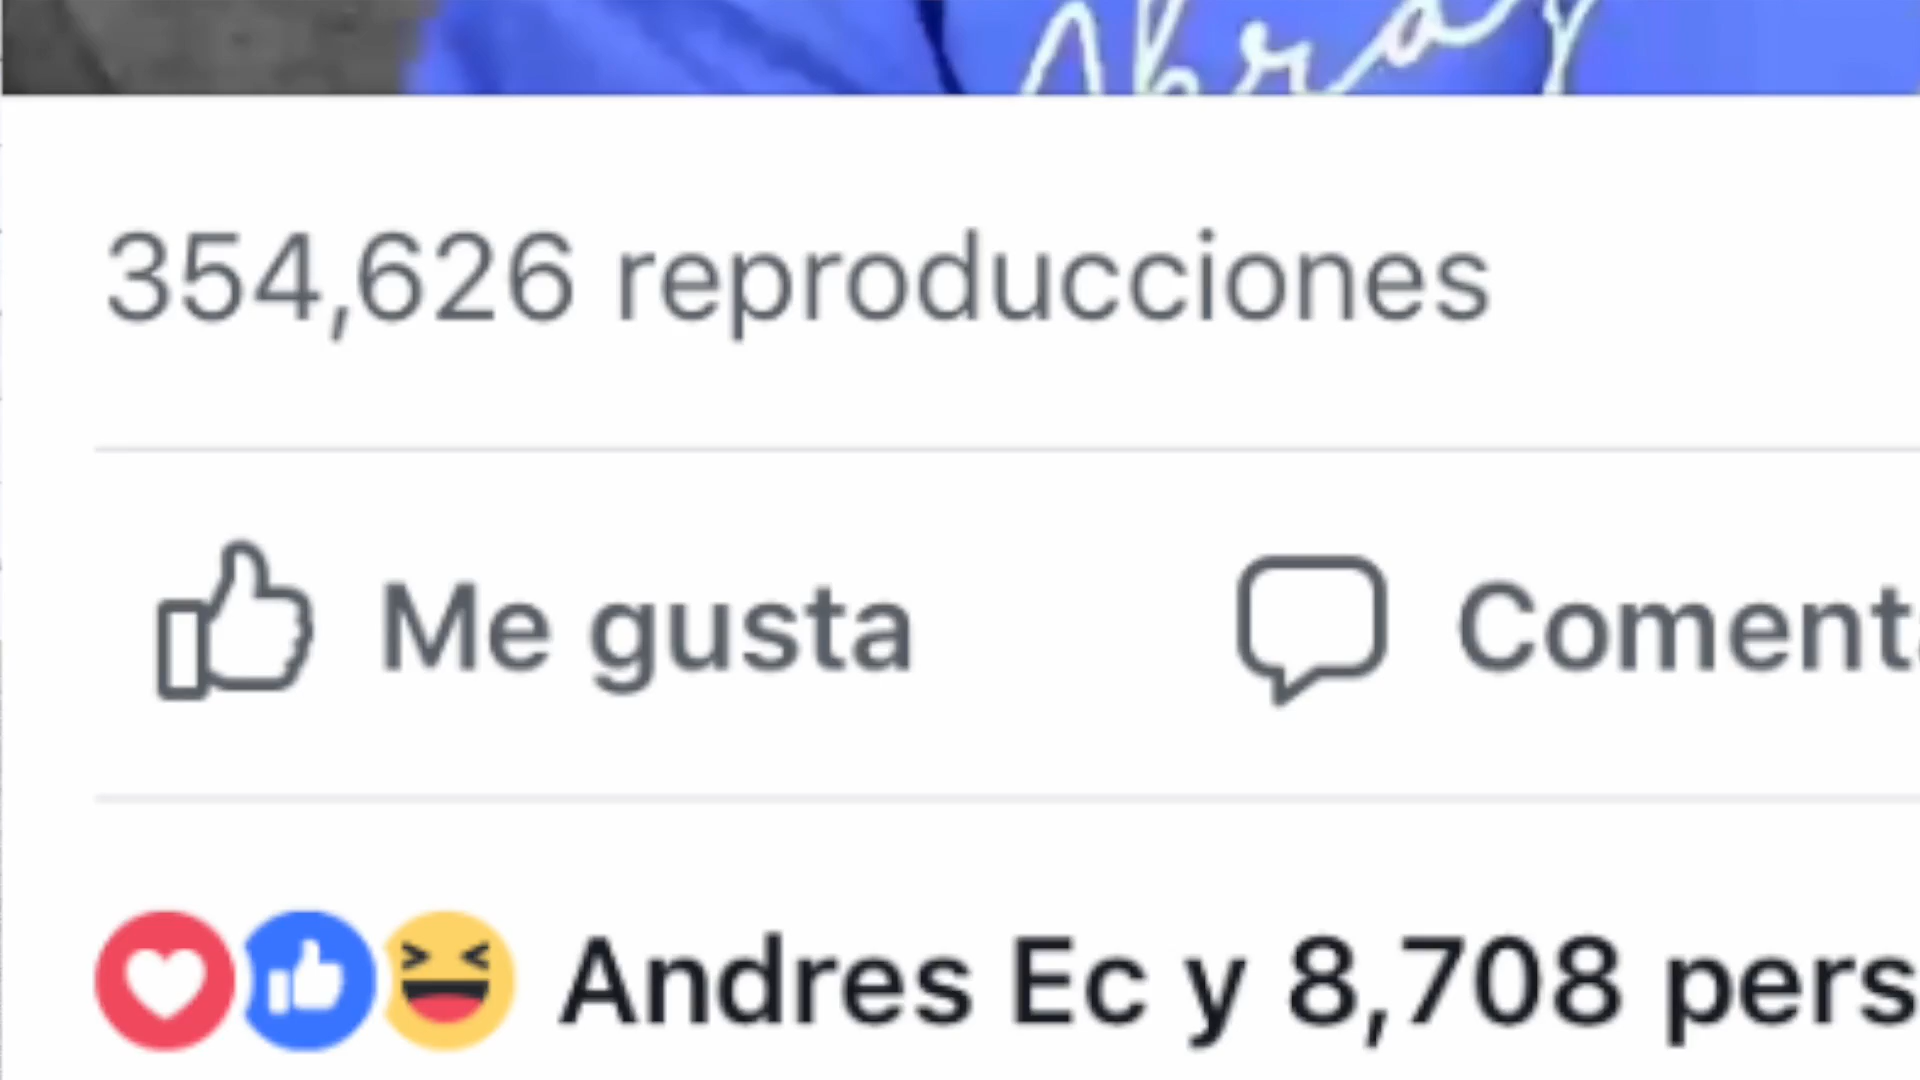 354,626 reproducciones
Me gusta
Coment
Andres Ec y 8,708 pers